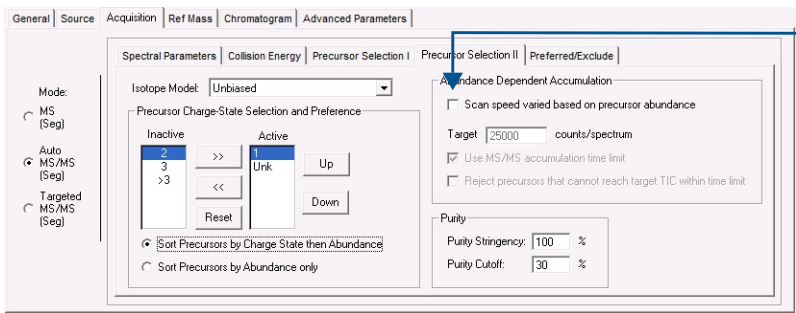 General Source Acquisition Ref Mass Chromatogram Advanced Parameters
Spectral Parameters Collision Energy Precursor Selection I Precursor Selection II Preferred/Exclude
Mode:
MS
(Seg)
Auto
MS/MS
(Seg)
Targeted
MS/MS
(Seg)
Isotope Model: Unbiased
Precursor Charge-State Selection and Preference
Inactive Active
2
3
>3
>>
<<
Reset
1
Unk
Up
Down
Sort Precursors by Charge State then Abundance
Sort Precursors by Abundance only
Abundance Dependent Accumulation
Scan speed varied based on precursor abundance
Target 25000 counts/spectrum
Use MS/MS accumulation time limit
Reject precursors that cannot reach target TIC within time limit
Purity
Purity Stringency: 100 %
Purity Cutoff: 30 %